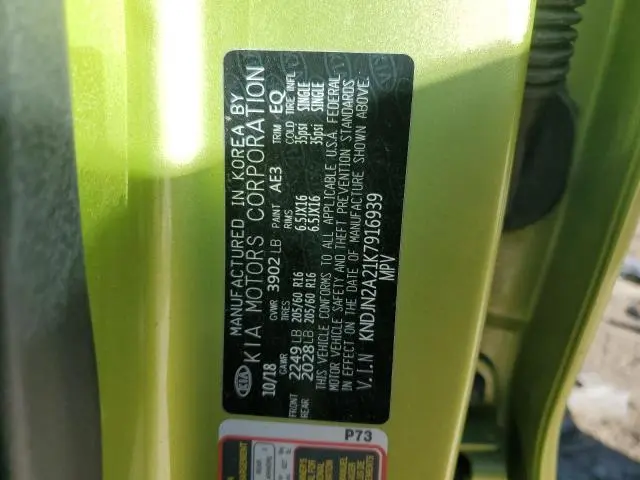 KIA
MANUFACTURED IN KOREA BY
KIA MOTORS CORPORATION
10/18 GVWR 3902 LB PAINT AE3 TRIM EQ
GAWR TIRES RIMS COLD TIRE INFL
FRONT 2249 LB 205/60 R16 6.5JX16 35psi SINGLE
REAR 2028 LB 205/60 R16 6.5JX16 35psi SINGLE
THIS VEHICLE CONFORMS TO ALL APPLICABLE U.S.A. FEDERAL
MOTOR VEHICLE SAFETY AND THEFT PREVENTION STANDARDS
IN EFFECT ON THE DATE OF MANUFACTURE SHOWN ABOVE.
V.I.N KNDJN2A21K7916939
MPV
P73